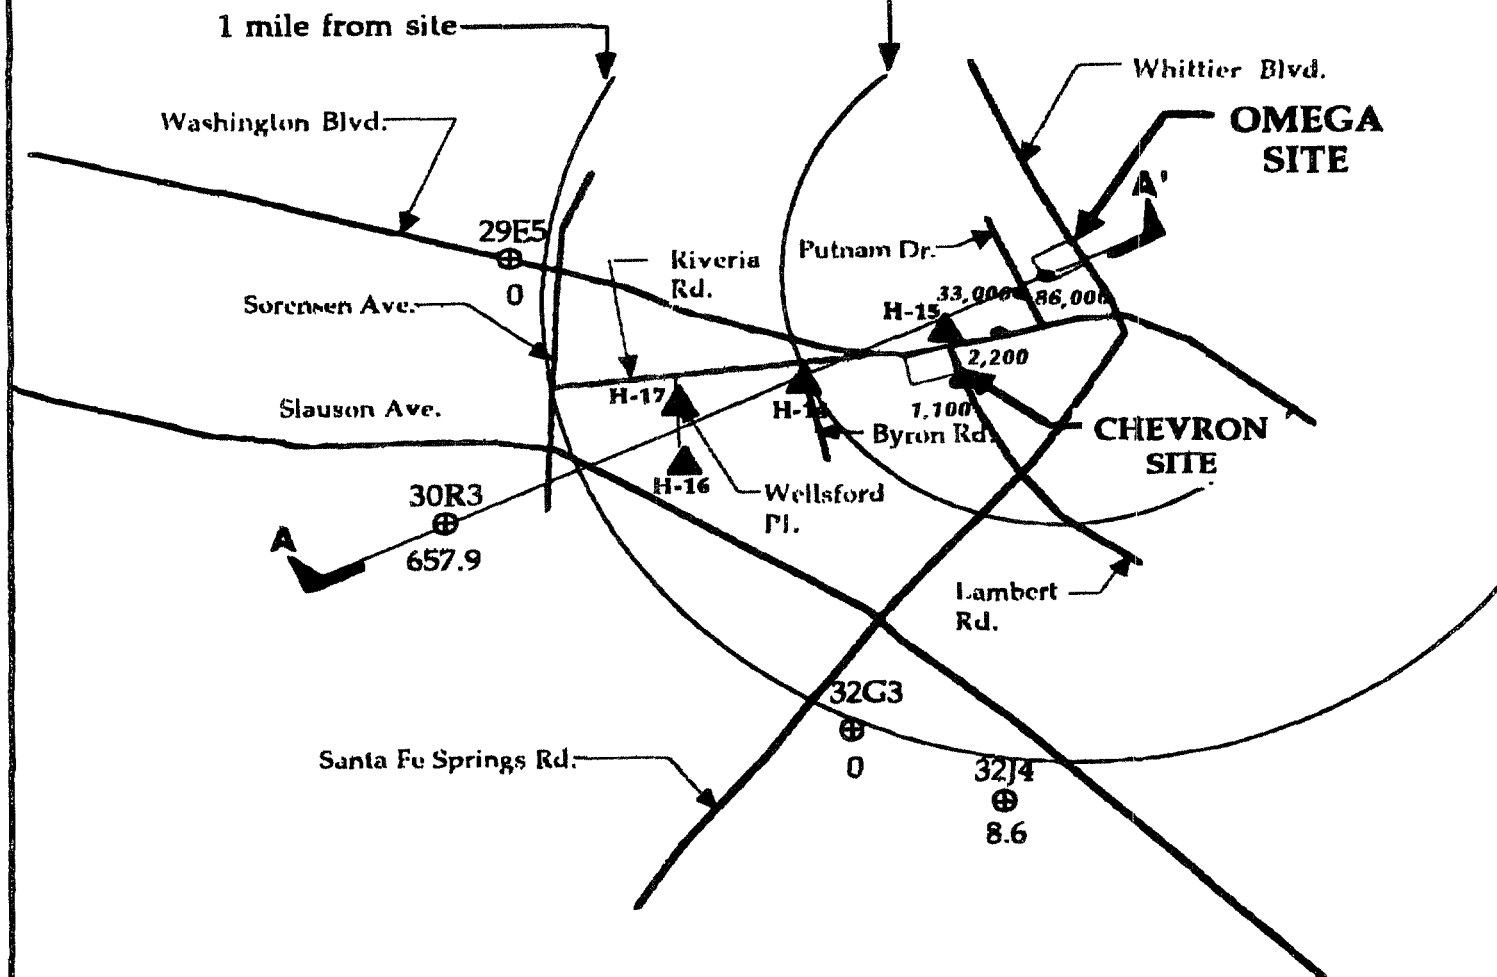 1 mile from site
Whittier Blvd.
OMEGA
SITE
Washington Blvd.
A'
29E5
0
Riveria
Rd.
Putnam Dr.
Sorensen Ave.
33,000
86,000
H-15
2,200
H-17
Slauson Ave.
1,100
Byron Rd.
CHEVRON
SITE
H-16
Wellsford
Pl.
30R3
657.9
A
Lambert
Rd.
32G3
0
Santa Fe Springs Rd.
32J4
8.6